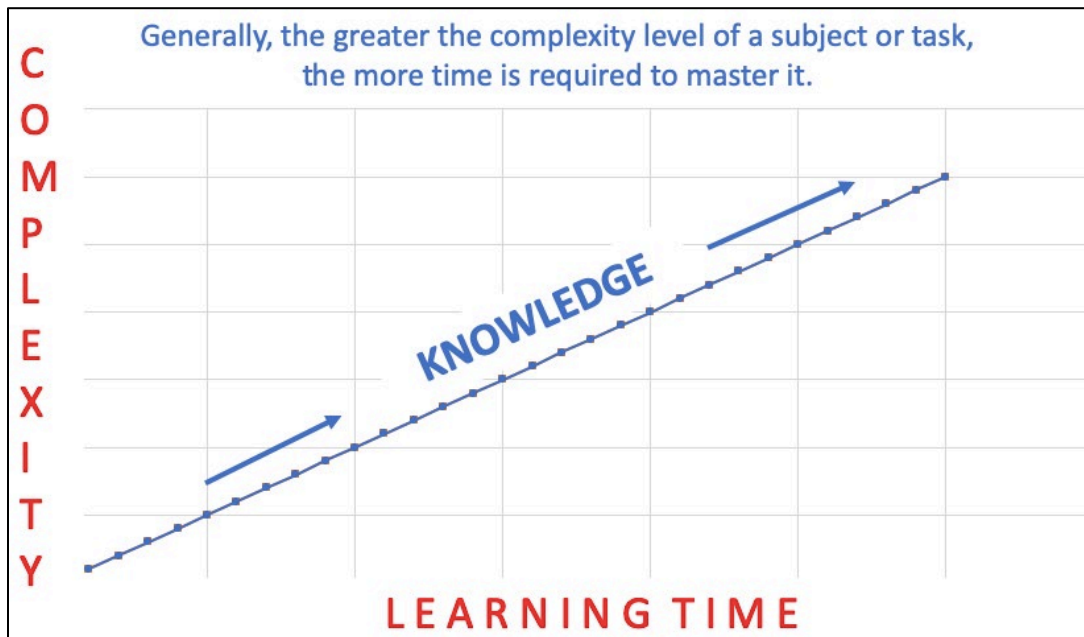 Generally, the greater the complexity level of a subject or task,
the more time is required to master it.
COMPLEXITY
KNOWLEDGE
LEARNING TIME